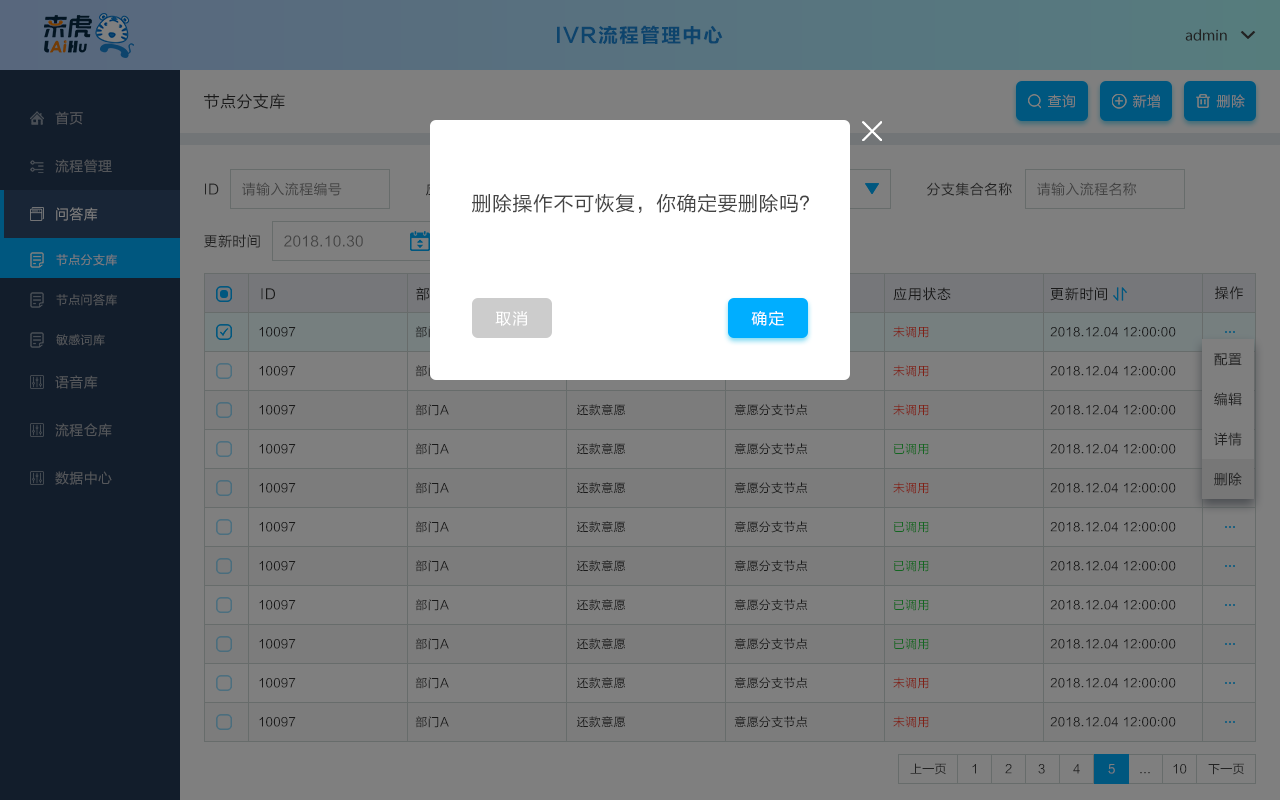 来虎
LAiHu
IVR流程管理中心
admin
首页
流程管理
问答库
节点分支库
节点问答库
敏感词库
语音库
流程仓库
数据中心
节点分支库
查询
新增
删除
ID 请输入流程编号
分支集合名称 请输入流程名称
更新时间 2018.10.30
删除操作不可恢复，你确定要删除吗?
取消 确定
ID 应用状态 更新时间 操作
10097 未调用 2018.12.04 12:00:00 ...
10097 未调用 2018.12.04 12:00:00
10097 部门A 还款意愿 意愿分支节点 未调用 2018.12.04 12:00:00
10097 部门A 还款意愿 意愿分支节点 已调用 2018.12.04 12:00:00
10097 部门A 还款意愿 意愿分支节点 未调用 2018.12.04 12:00:00
10097 部门A 还款意愿 意愿分支节点 已调用 2018.12.04 12:00:00 ...
10097 部门A 还款意愿 意愿分支节点 已调用 2018.12.04 12:00:00 ...
10097 部门A 还款意愿 意愿分支节点 已调用 2018.12.04 12:00:00 ...
10097 部门A 还款意愿 意愿分支节点 已调用 2018.12.04 12:00:00 ...
10097 部门A 还款意愿 意愿分支节点 未调用 2018.12.04 12:00:00 ...
10097 部门A 还款意愿 意愿分支节点 未调用 2018.12.04 12:00:00 ...
配置
编辑
详情
删除
上一页 1 2 3 4 5 ... 10 下一页